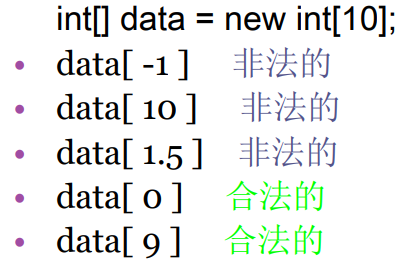 int[] data = new int[10];
• data[ -1 ] 非法的
• data[ 10 ] 非法的
• data[ 1.5 ] 非法的
• data[ 0 ] 合法的
• data[ 9 ] 合法的